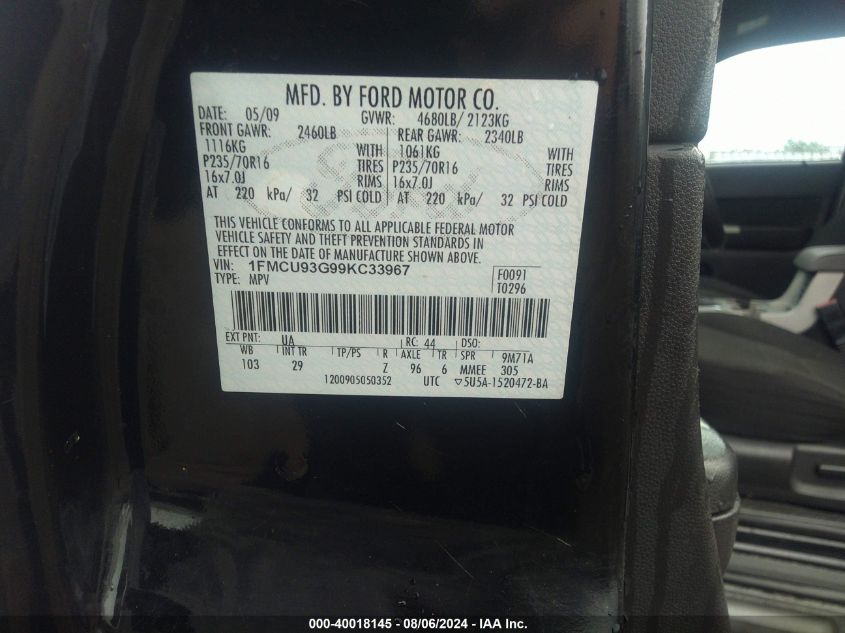 MFD. BY FORD MOTOR CO.
DATE: 05/09 GVWR: 4680LB/ 2123KG
FRONT GAWR: 2460LB REAR GAWR: 2340LB
1116KG WITH 1061KG WITH
P235/70R16 TIRES P235/70R16 TIRES
16x7.0J RIMS 16x7.0J RIMS
AT 220 kPa/ 32 PSI COLD AT 220 kPa/ 32 PSI COLD
THIS VEHICLE CONFORMS TO ALL APPLICABLE FEDERAL MOTOR
VEHICLE SAFETY AND THEFT PREVENTION STANDARDS IN
EFFECT ON THE DATE OF MANUFACTURE SHOWN ABOVE.
VIN: 1FMCU93G99KC33967 F0091
TYPE: MPV T0296
EXT PNT: UA RC: 44 DSO:
WB INT TR TP/PS R AXLE TR SPR 9M71A
103 29 Z 96 6 MMEE 305
1200905050352 UTC ▽5U5A-1520472-BA
000-40018145 - 08/06/2024 - IAA Inc.